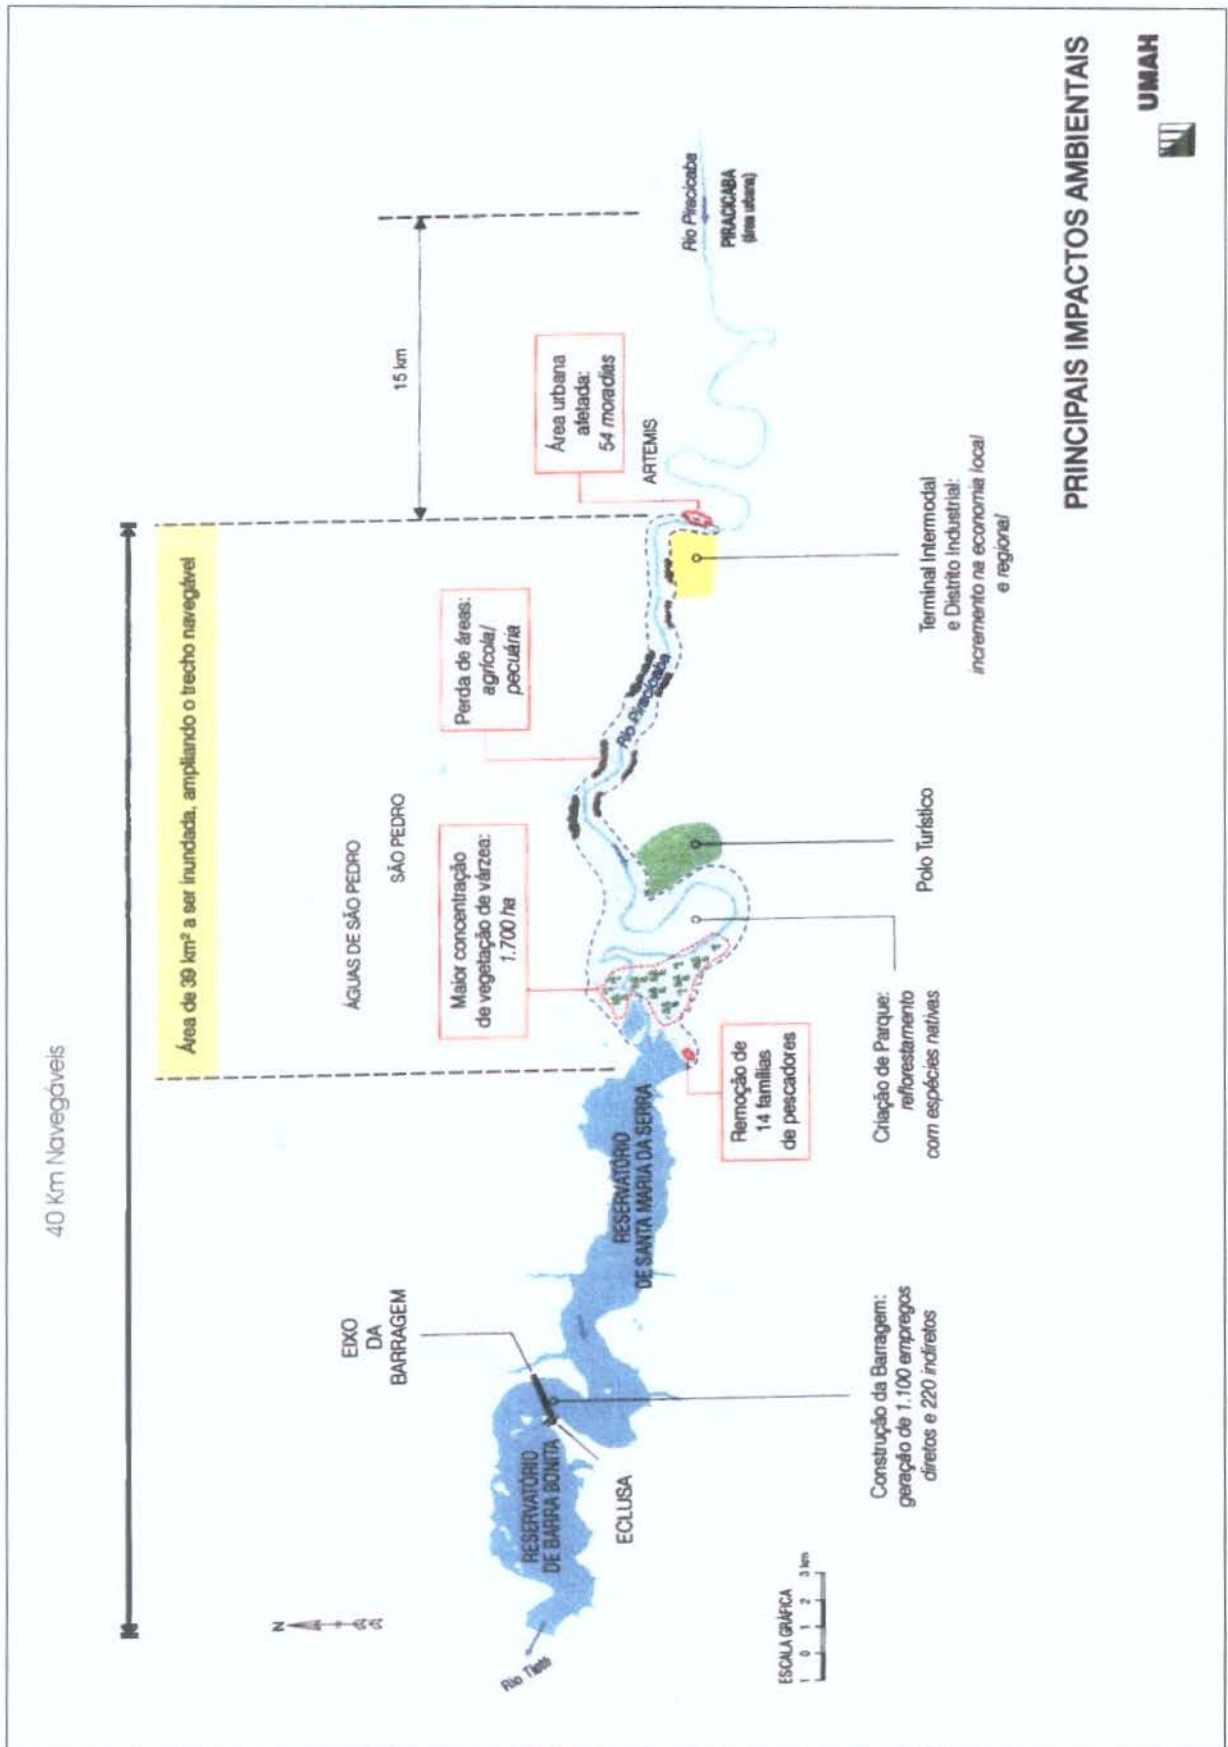 40 Km Navegáveis
Área de 39 km² a ser inundada, ampliando o trecho navegável
15 km
N
EIXO
DA
BARRAGEM
ÁGUAS DE SÃO PEDRO
SÃO PEDRO
Maior concentração
de vegetação de várzea:
1.700 ha
Perda de áreas:
agrícola/
pecuária
Área urbana
afetada:
54 moradias
ARTEMIS
Rio Piracicaba
PIRACICABA
(área urbana)
Rio Tietê
RESERVATÓRIO
DE BARRA BONITA
ECLUSA
RESERVATÓRIO
DE SANTA MARIA DA SERRA
Rio Piracicaba
Remoção de
14 famílias
de pescadores
ESCALA GRÁFICA
1 0 1 2 3 km
Construção da Barragem:
geração de 1.100 empregos
diretos e 220 indiretos
Criação de Parque:
reflorestamento
com espécies nativas
Polo Turístico
Terminal Intermodal
e Distrito Industrial:
incremento na economia local
e regional
PRINCIPAIS IMPACTOS AMBIENTAIS
UMAH